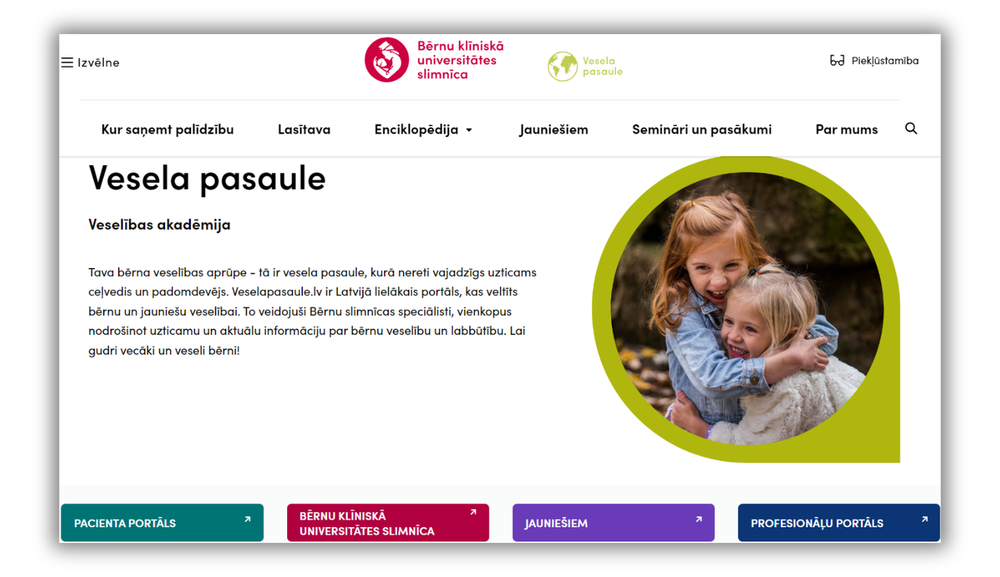 Izvēlne
Bērnu klīniskā
universitātes
slimnīca
Vesela
pasaule
Piekļūstamība
Kur saņemt palīdzību
Lasītava
Enciklopēdija
Jauniešiem
Semināri un pasākumi
Par mums
Vesela pasaule
Veselības akadēmija
Tava bērna veselības aprūpe - tā ir vesela pasaule, kurā nereti vajadzīgs uzticams
ceļvedis un padomdevējs. Veselapasaule.lv ir Latvijā lielākais portāls, kas veltīts
bērnu un jauniešu veselībai. To veidojuši Bērnu slimnīcas speciālisti, vienkopus
nodrošinot uzticamu un aktuālu informāciju par bērnu veselību un labbūtību. Lai
gudri vecāki un veseli bērni!
PACIENTA PORTĀLS
BĒRNU KLĪNISKĀ
UNIVERSITĀTES SLIMNĪCA
JAUNIEŠIEM
PROFESIONĀĻU PORTĀLS